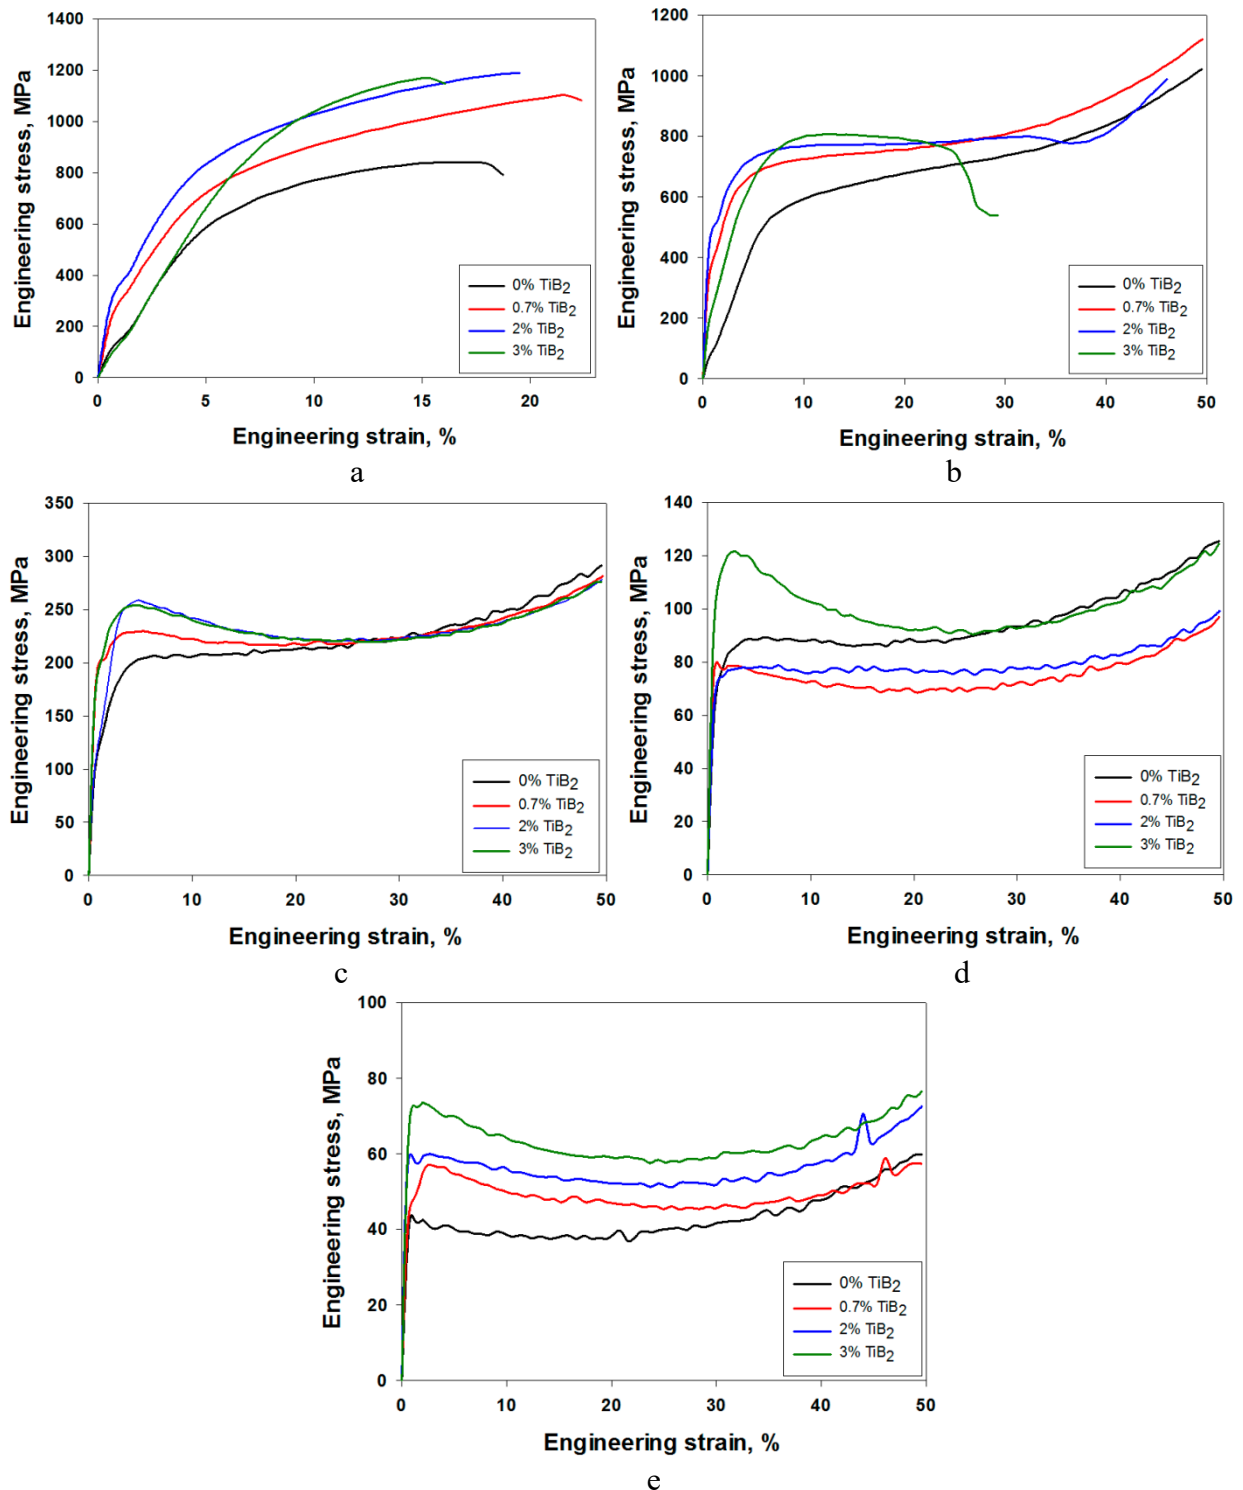 1400
1200
1000
800
600
400
200
0
Engineering stress, MPa
0% TiB2
0.7% TiB2
2% TiB2
3% TiB2
0 5 10 15 20
Engineering strain, %
a
1200
1000
800
600
400
200
0
Engineering stress, MPa
0% TiB2
0.7% TiB2
2% TiB2
3% TiB2
0 10 20 30 40 50
Engineering strain, %
b
350
300
250
200
150
100
50
0
Engineering stress, MPa
0% TiB2
0.7% TiB2
2% TiB2
3% TiB2
0 10 20 30 40 50
Engineering strain, %
c
140
120
100
80
60
40
20
0
Engineering stress, MPa
0% TiB2
0.7% TiB2
2% TiB2
3% TiB2
0 10 20 30 40 50
Engineering strain, %
d
100
80
60
40
20
0
Engineering stress, MPa
0% TiB2
0.7% TiB2
2% TiB2
3% TiB2
0 10 20 30 40 50
Engineering strain, %
e